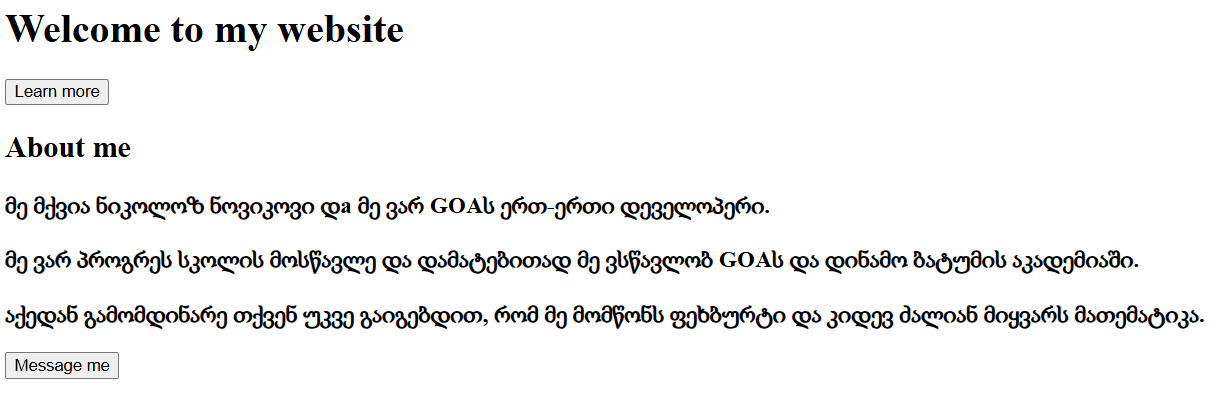 Welcome to my website
Learn more
About me
მე მქვია ნიკოლოზ ნოვიკოვი დa მე ვარ GOAს ერთ-ერთი დეველოპერი.
მე ვარ პროგრეს სკოლის მოსწავლე და დამატებითად მე ვსწავლობ GOAს და დინამო ბატუმის აკადემიაში.
აქედან გამომდინარე თქვენ უკვე გაიგებდით, რომ მე მომწონს ფეხბურტი და კიდევ ძალიან მიყვარს მათემატიკა.
Message me